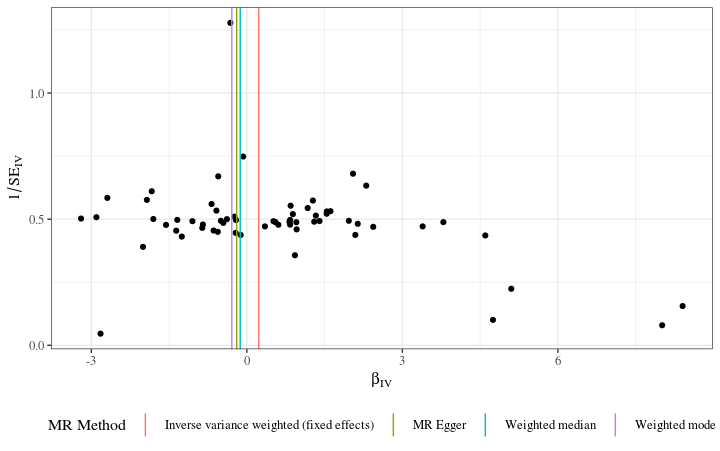 1.0
0.5
0.0
1/SE_IV
-3 0 3 6
β_IV
MR Method Inverse variance weighted (fixed effects) MR Egger Weighted median Weighted mode